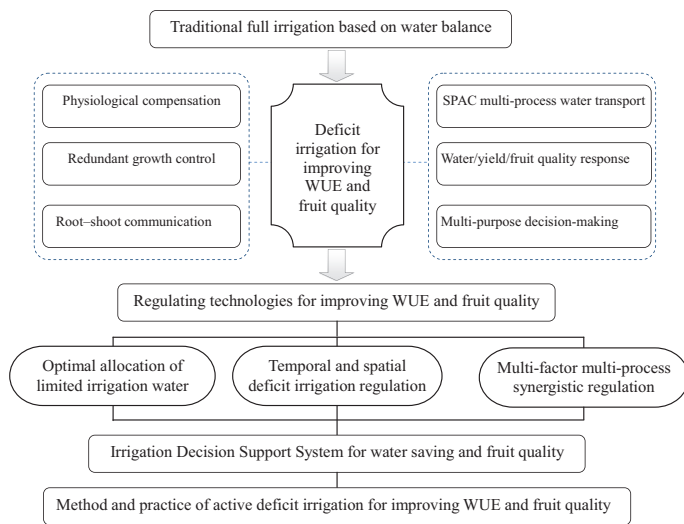 Traditional full irrigation based on water balance
Physiological compensation
Redundant growth control
Root–shoot communication
Deficit
irrigation for
improving
WUE and
fruit quality
SPAC multi-process water transport
Water/yield/fruit quality response
Multi-purpose decision-making
Regulating technologies for improving WUE and fruit quality
Optimal allocation of
limited irrigation water
Temporal and spatial
deficit irrigation regulation
Multi-factor multi-process
synergistic regulation
Irrigation Decision Support System for water saving and fruit quality
Method and practice of active deficit irrigation for improving WUE and fruit quality